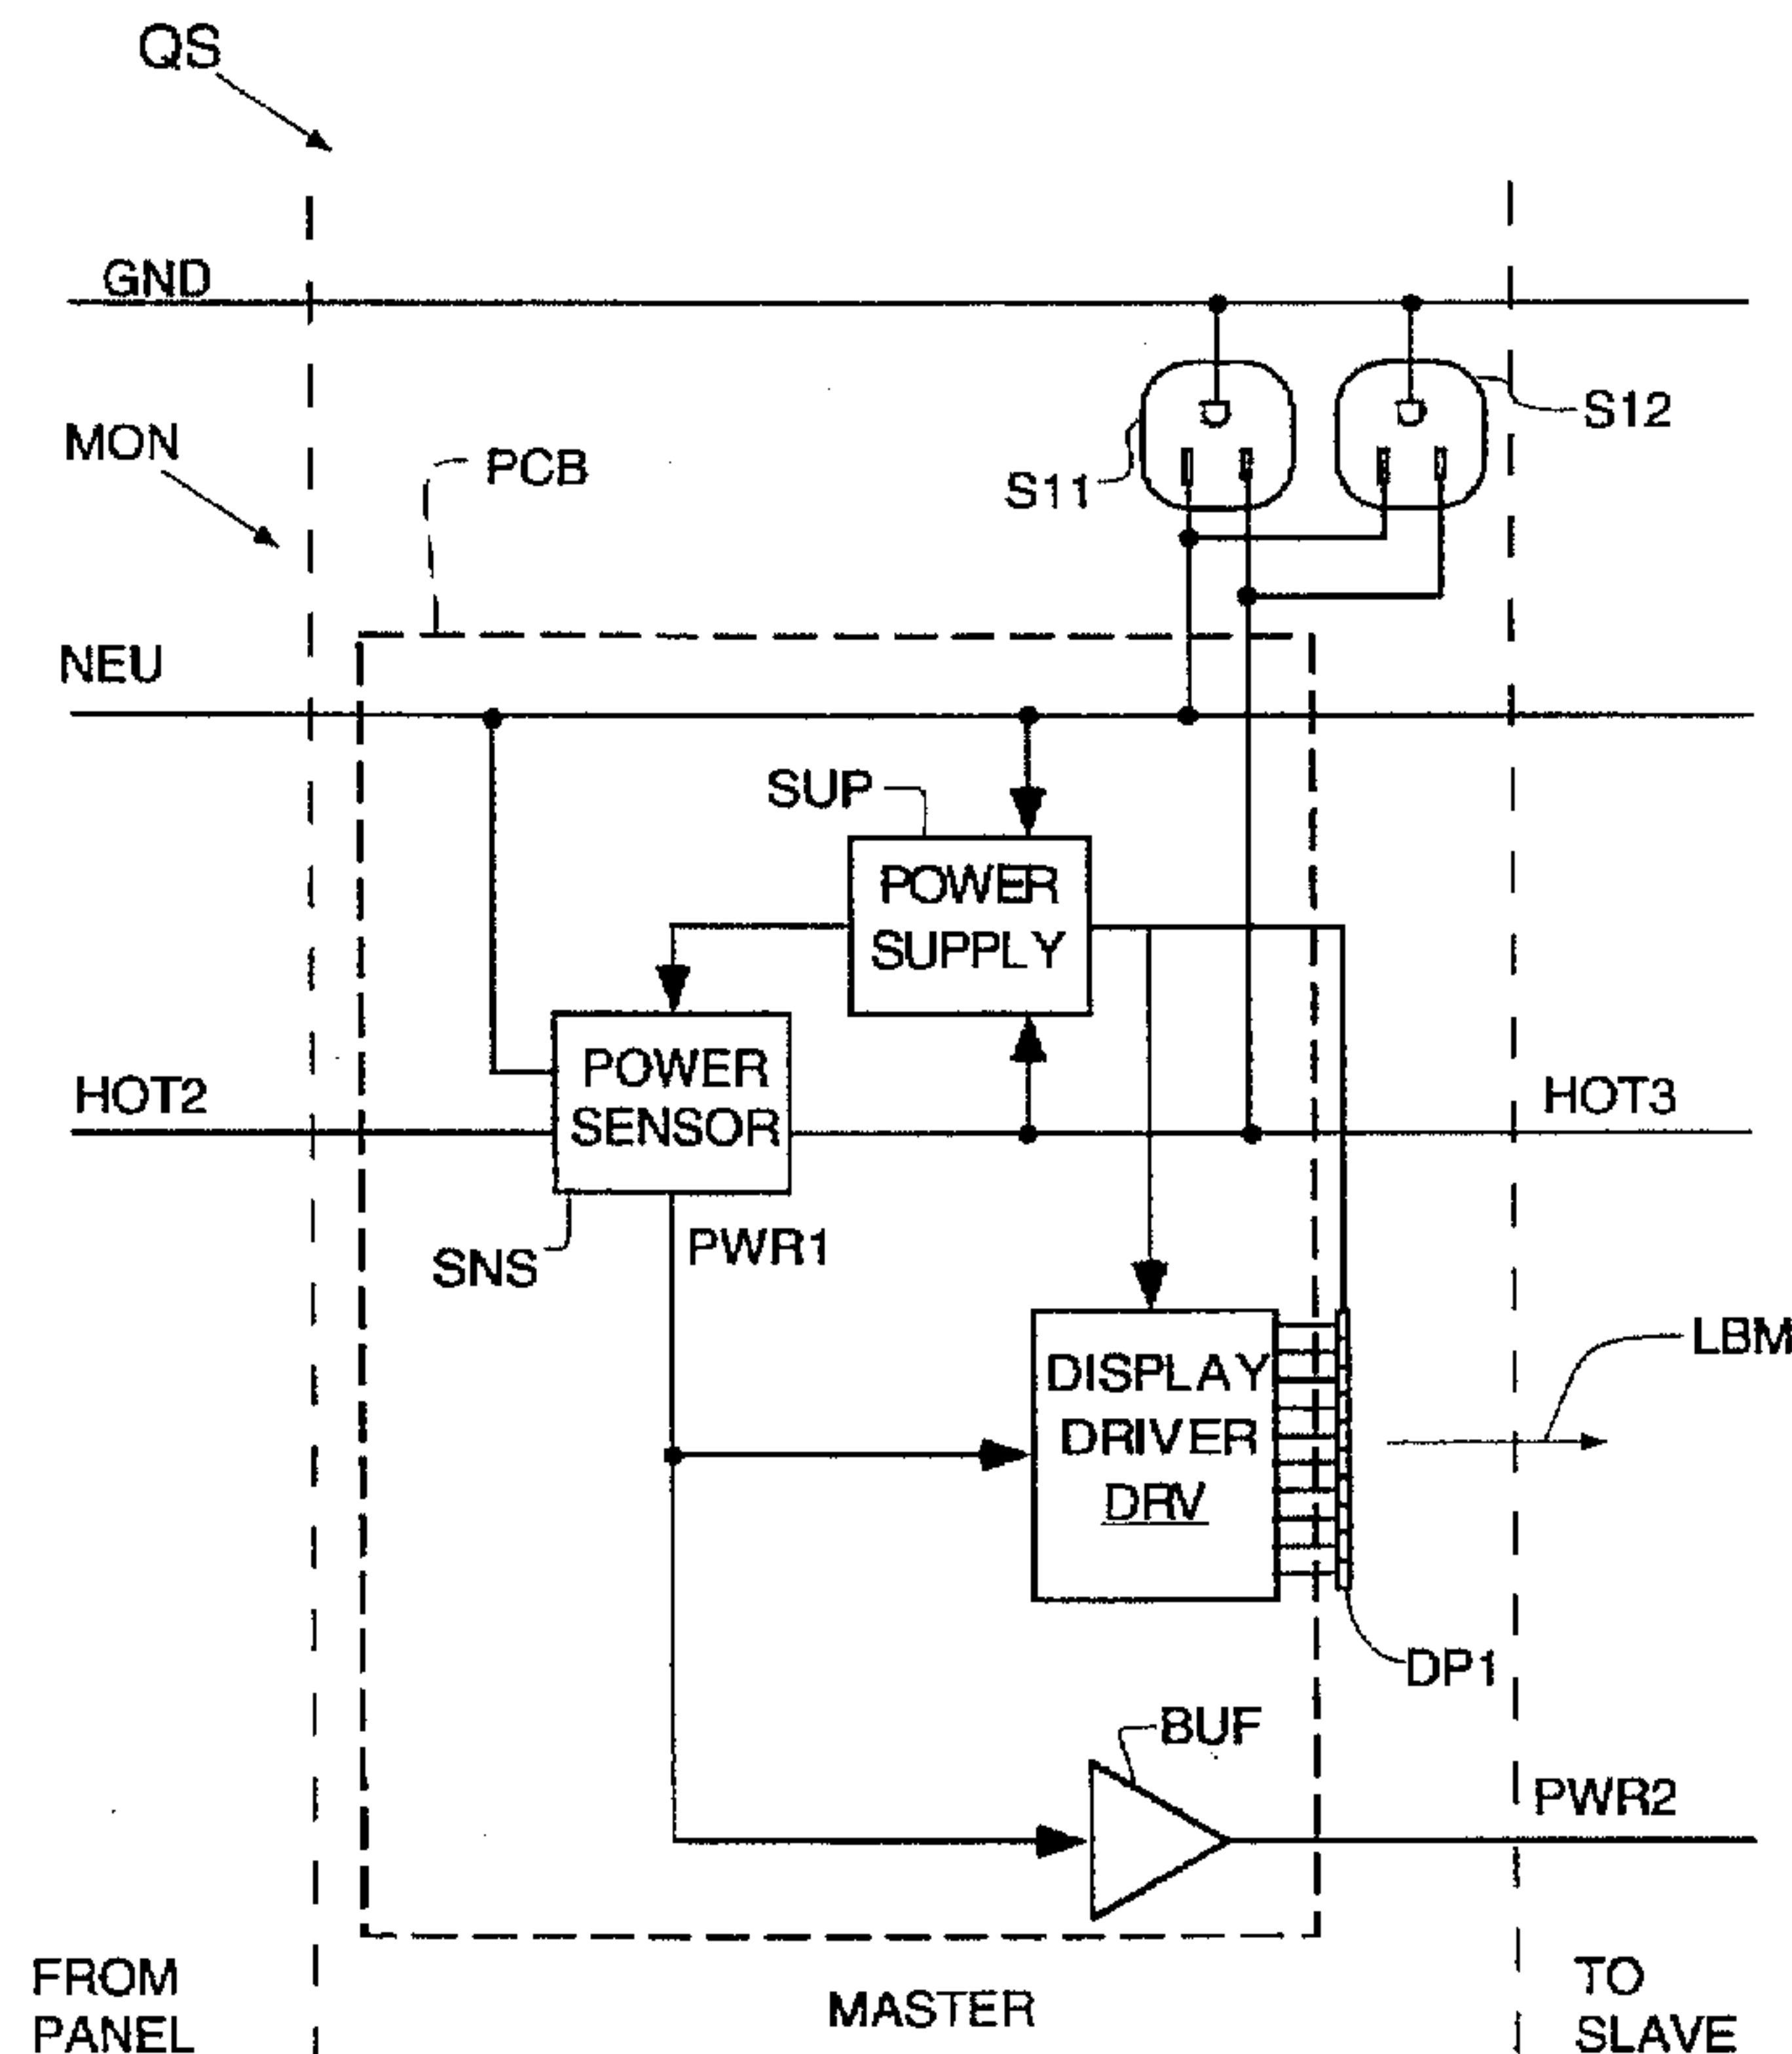 QS
GND
MON
PCB
S11
S12
NEU
SUP
POWER
SUPPLY
HOT2
POWER
SENSOR
HOT3
SNS
PWR1
LBM
DISPLAY
DRIVER
DRV
DP1
BUF
PWR2
FROM
PANEL
MASTER
TO
SLAVE